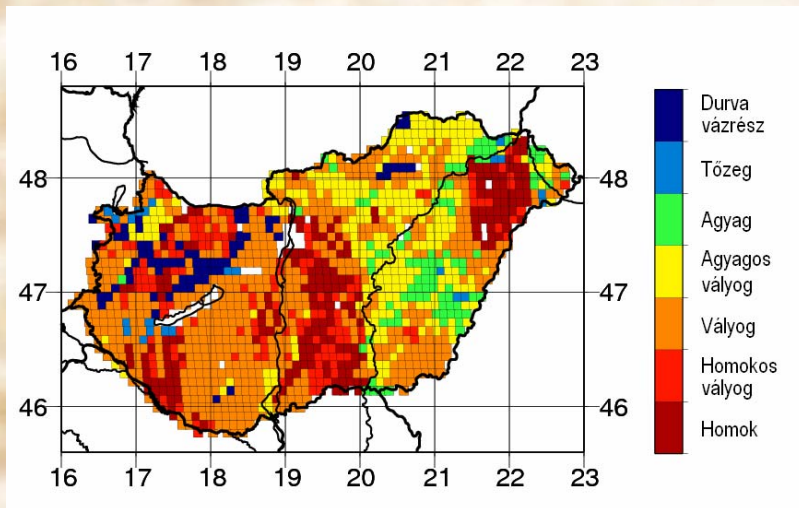 16 17 18 19 20 21 22 23
48 48
47 47
46 46
16 17 18 19 20 21 22 23
Durva
vázrész
Tőzeg
Agyag
Agyagos
vályog
Vályog
Homokos
vályog
Homok